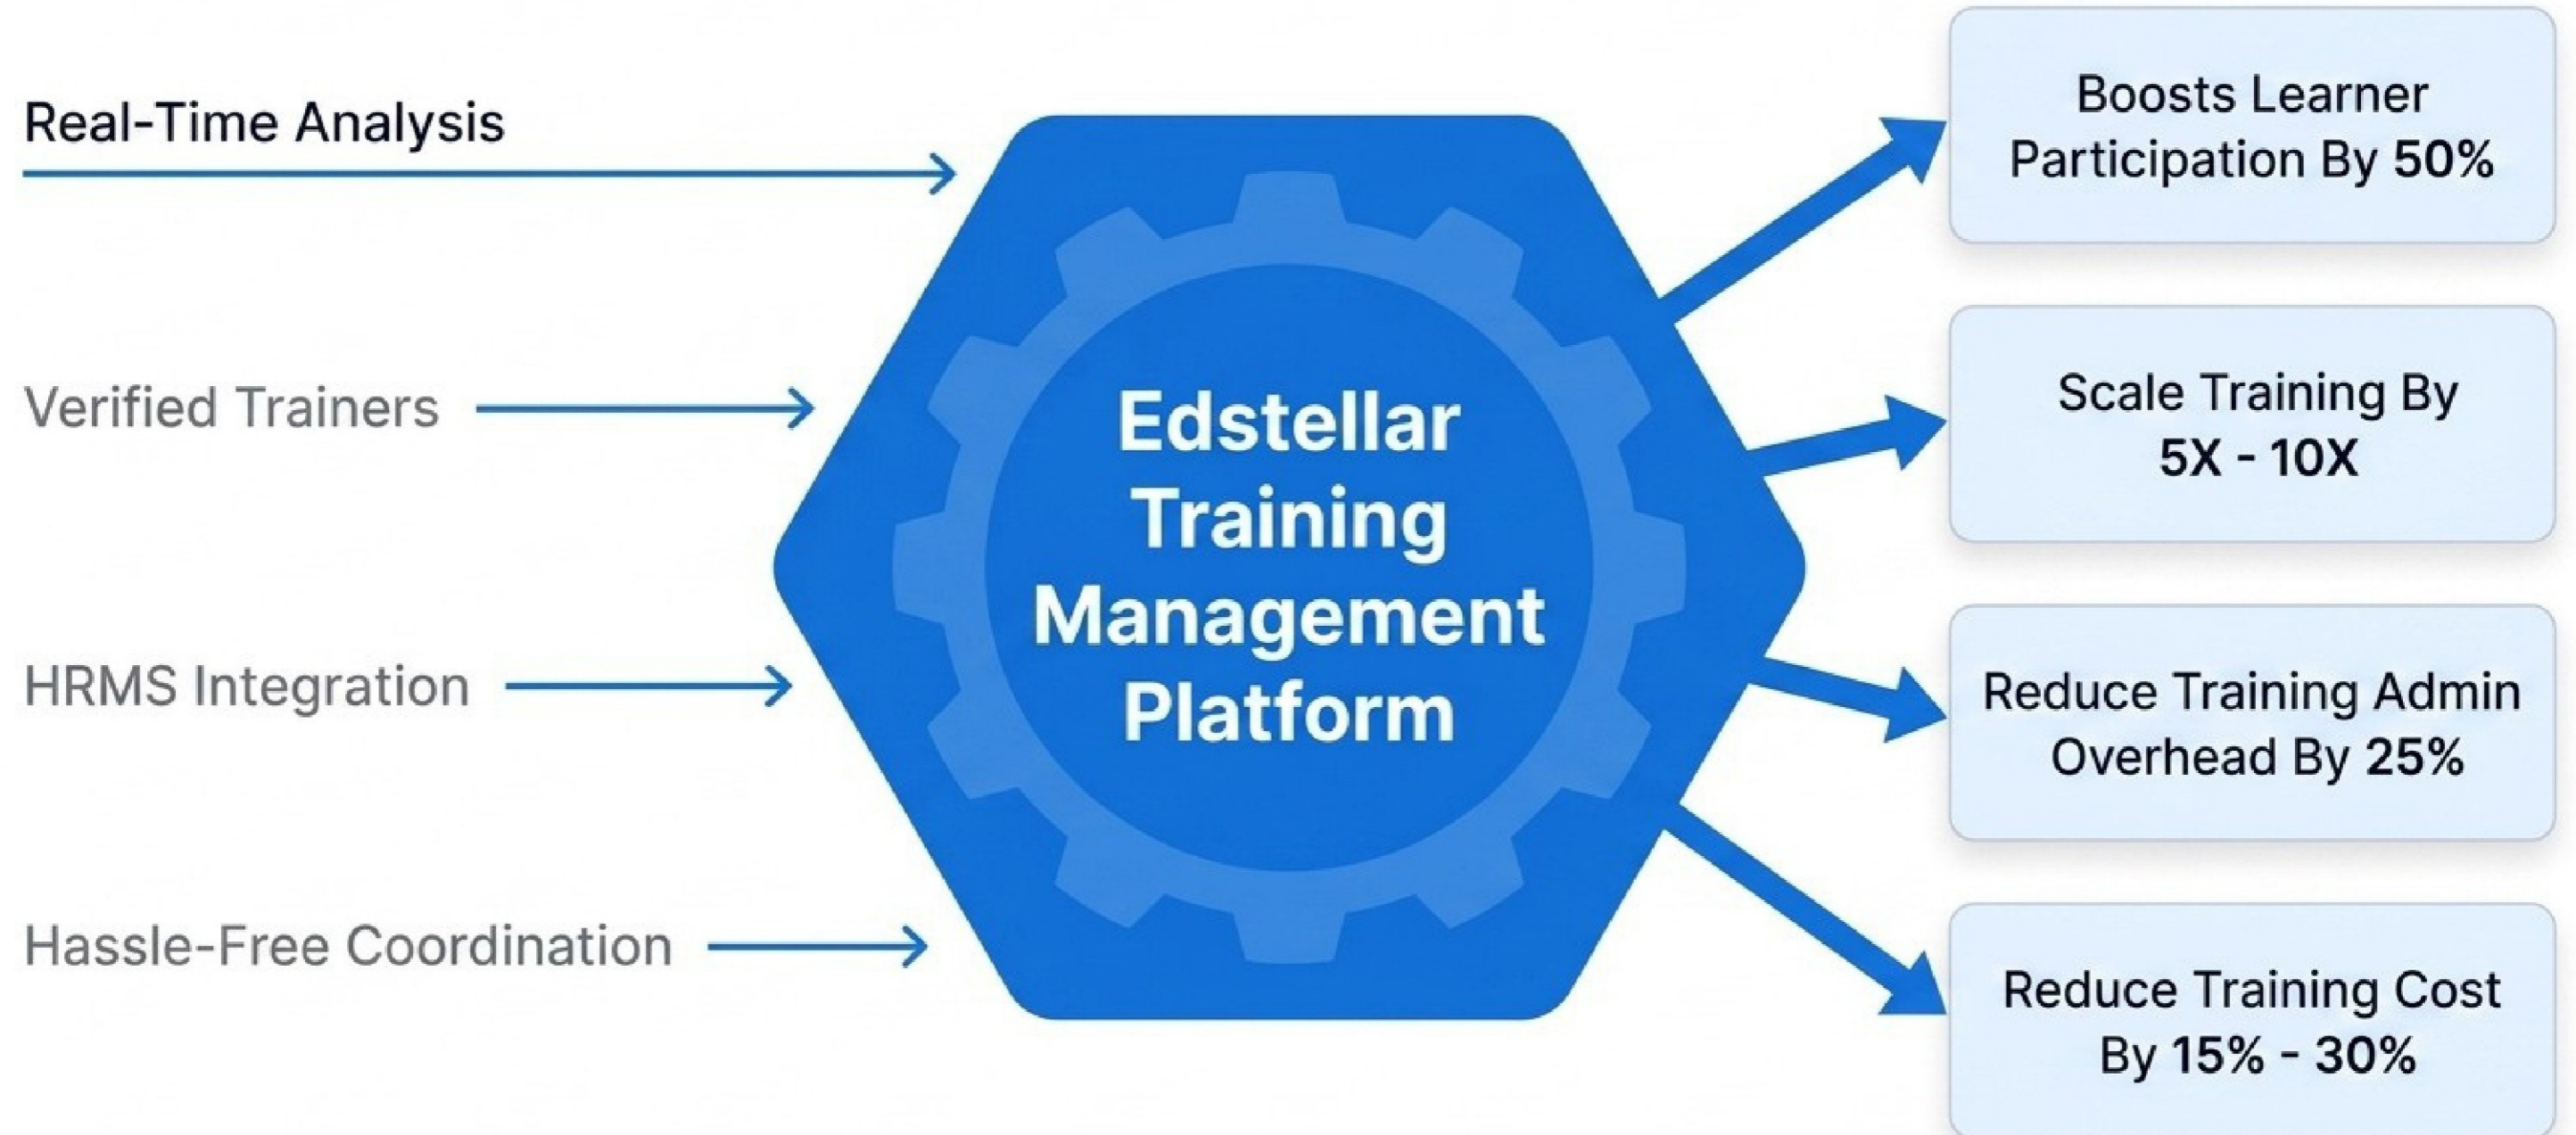 Real-Time Analysis
Verified Trainers
HRMS Integration
Hassle-Free Coordination
Edstellar
Training
Management
Platform
Boosts Learner
Participation By 50%
Scale Training By
5X - 10X
Reduce Training Admin
Overhead By 25%
Reduce Training Cost
By 15% - 30%